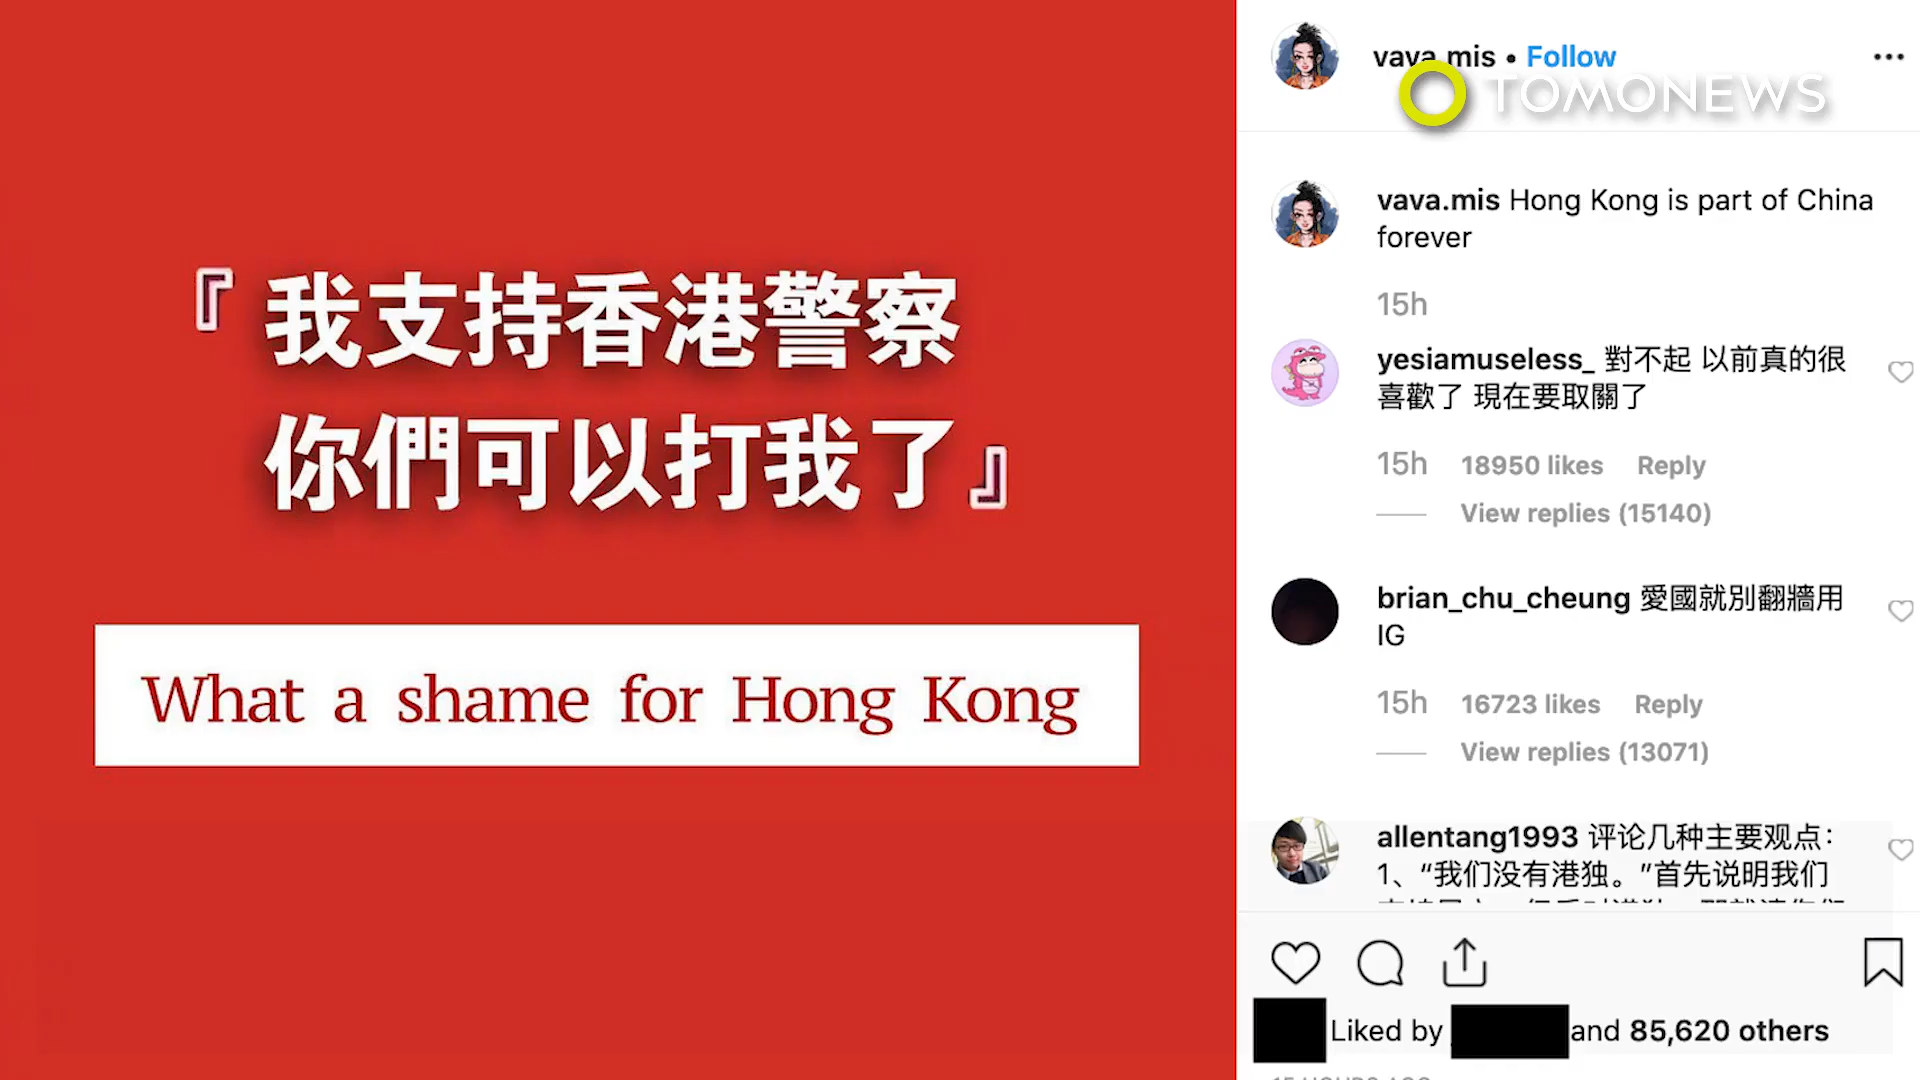 『我支持香港警察
你們可以打我了』
What a shame for Hong Kong
vava.mis • Follow
TOMONEWS
vava.mis Hong Kong is part of China
forever
15h
yesiamuseless_ 對不起 以前真的很
喜歡了 現在要取關了
15h 18950 likes Reply
View replies (15140)
brian_chu_cheung 愛國就別翻牆用
IG
15h 16723 likes Reply
View replies (13071)
allentang1993 评论几种主要观点：
1、“我们没有港独。”首先说明我们
Liked by and 85,620 others